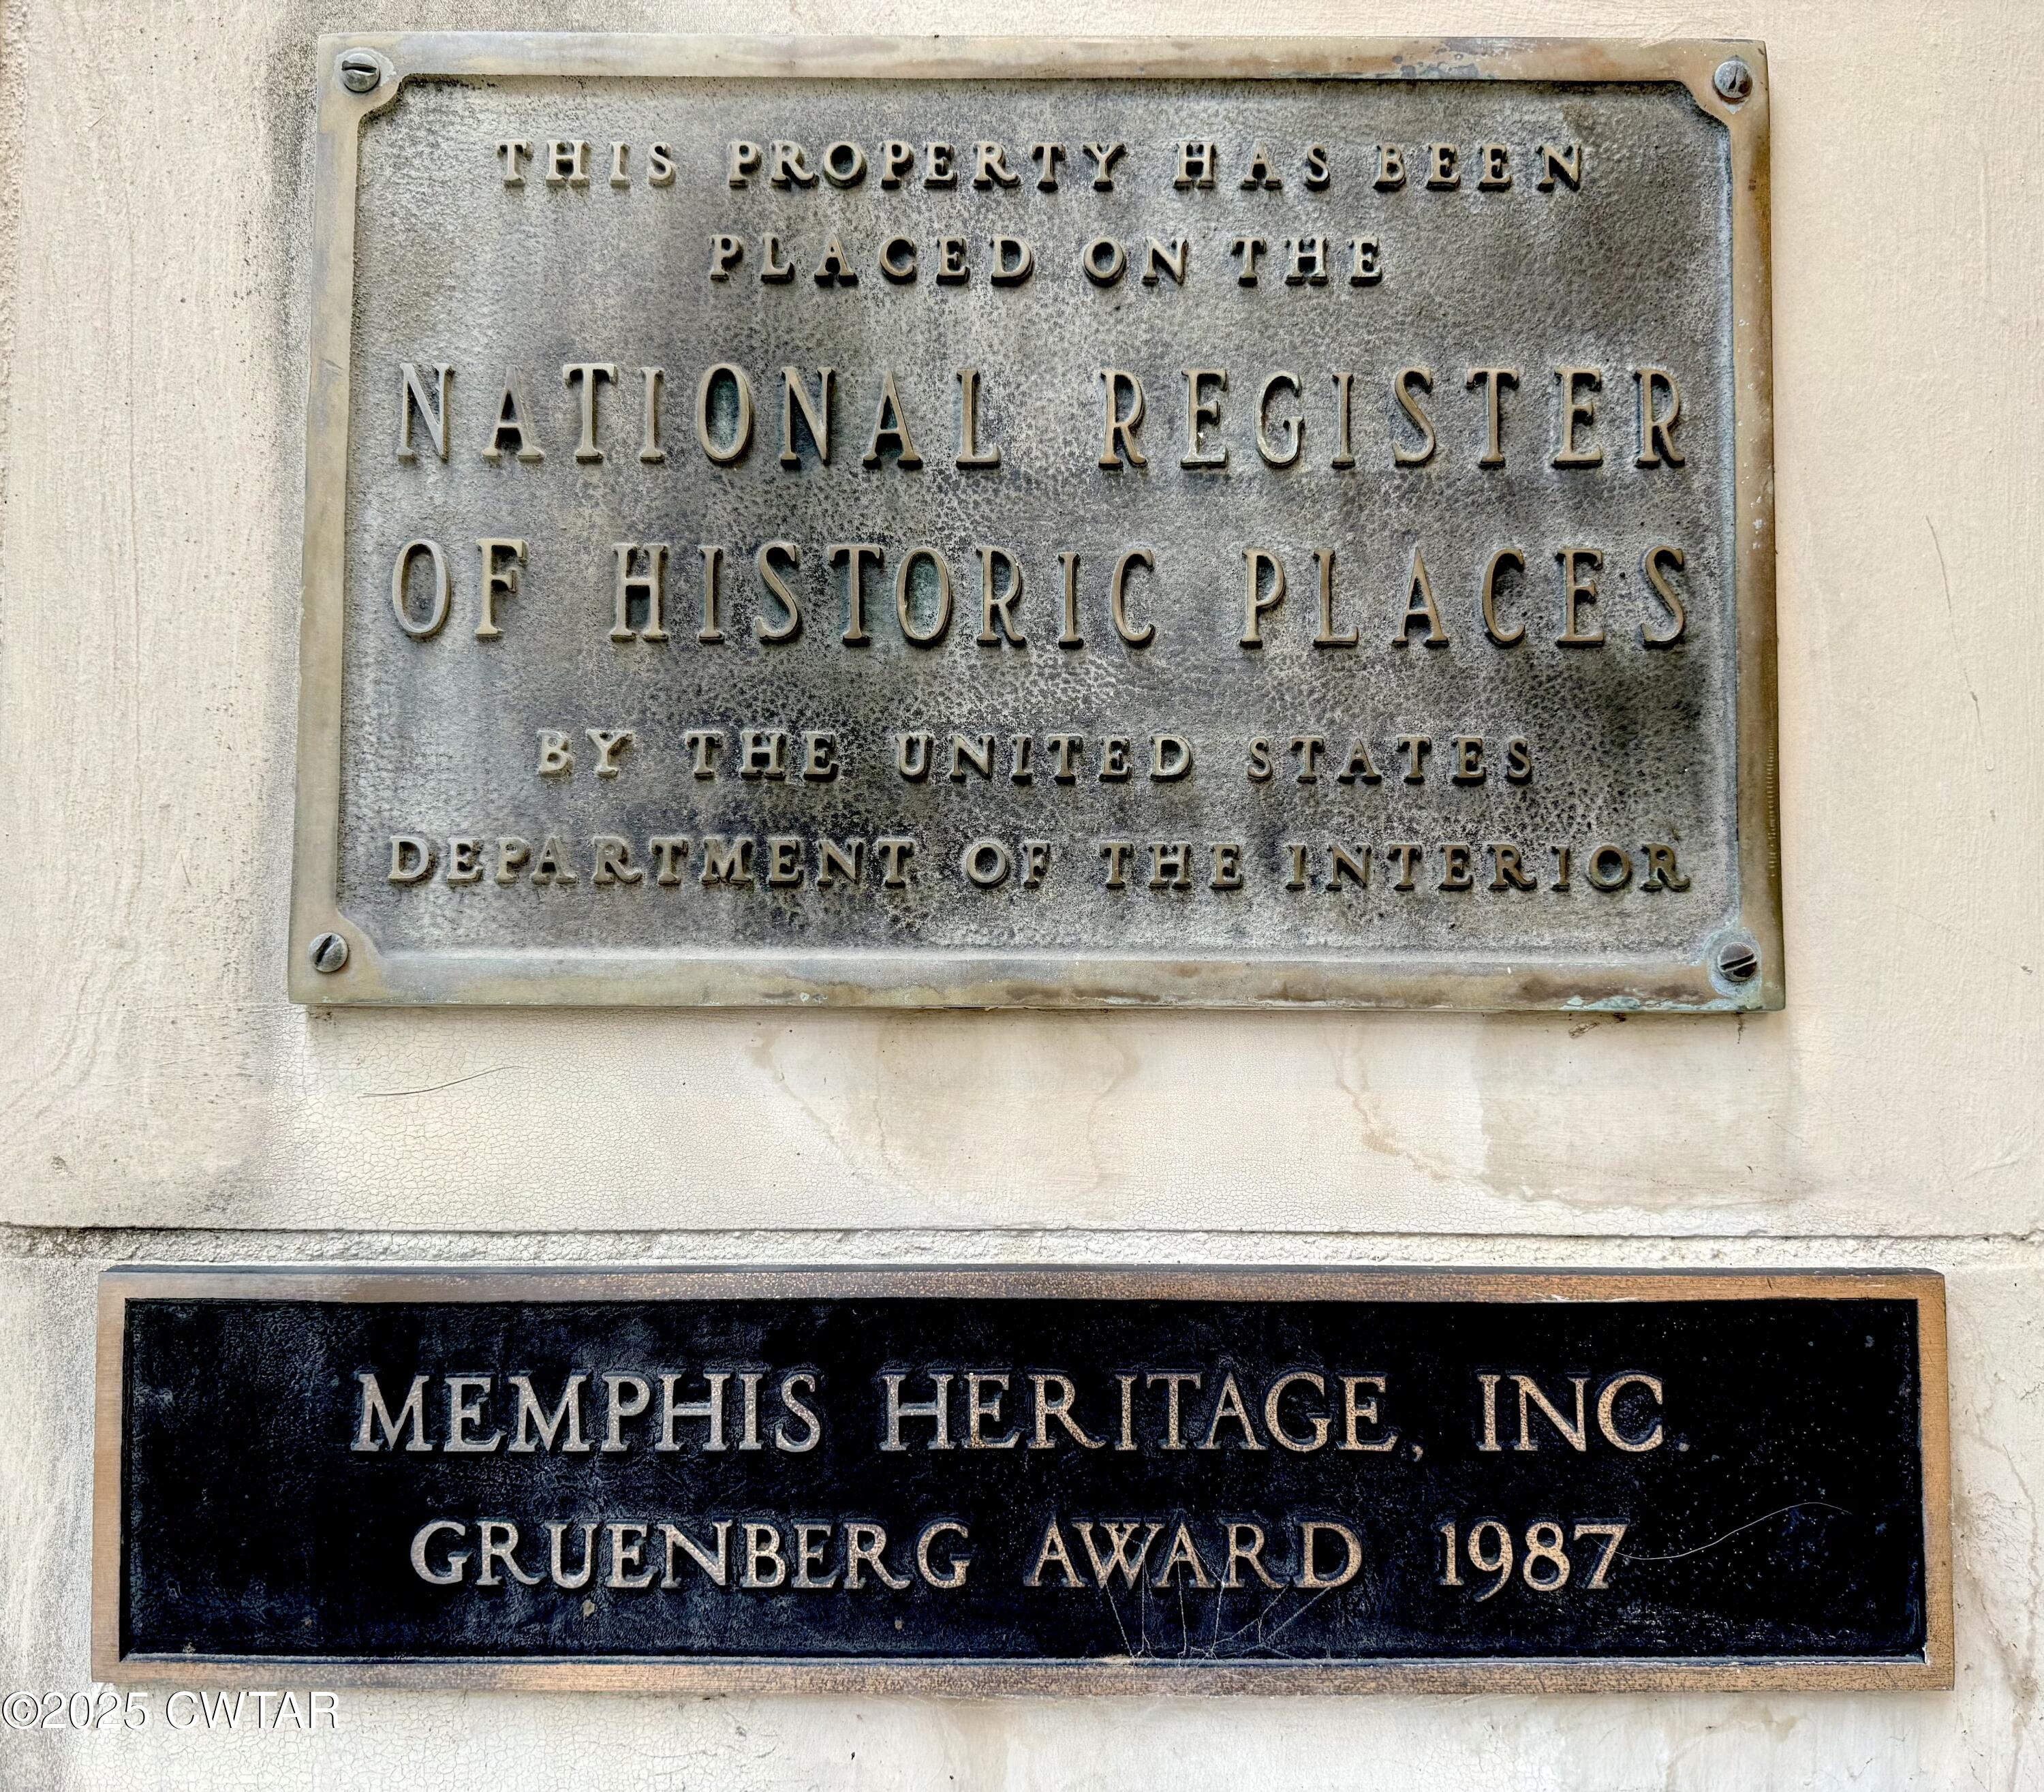 THIS PROPERTY HAS BEEN
PLACED ON THE
NATIONAL REGISTER
OF HISTORIC PLACES
BY THE UNITED STATES
DEPARTMENT OF THE INTERIOR
MEMPHIS HERITAGE, INC.
GRUENBERG AWARD 1987
©2025 CWTAR